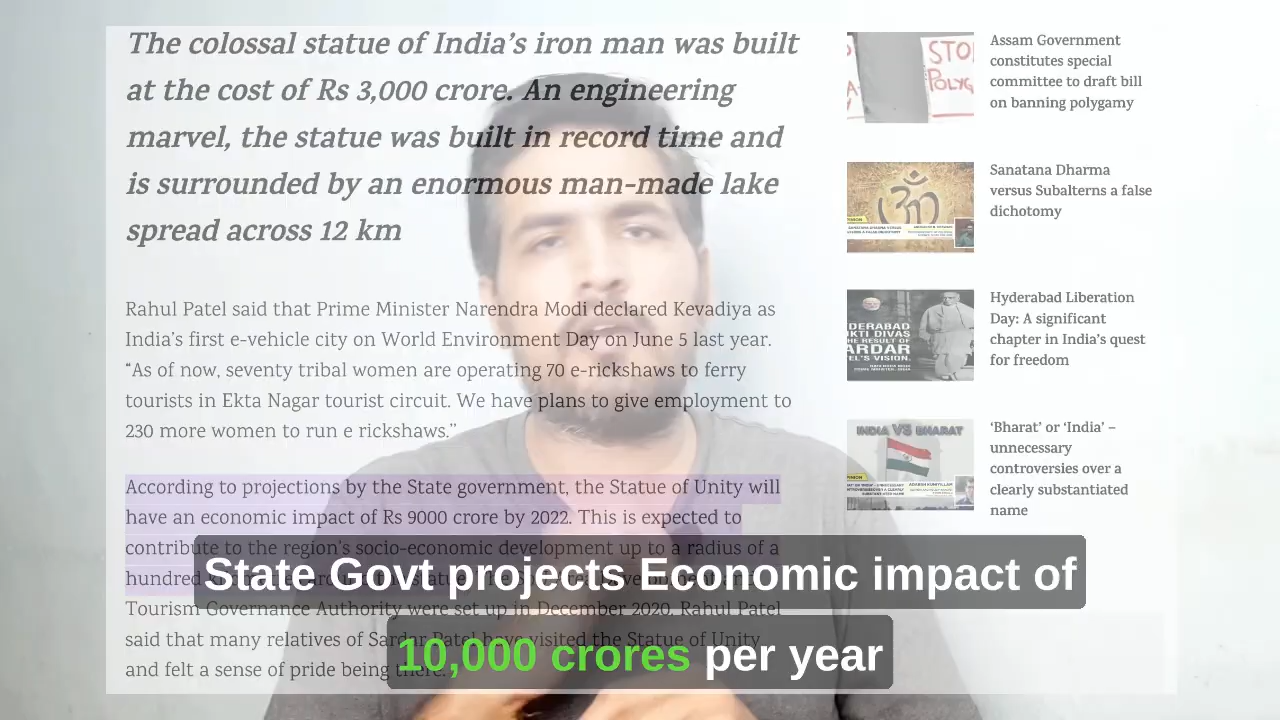 The colossal statue of India's iron man was built
at the cost of Rs 3,000 crore. An engineering
marvel, the statue was built in record time and
is surrounded by an enormous man-made lake
spread across 12 km
Rahul Patel said that Prime Minister Narendra Modi declared Kevadiya as
India's first e-vehicle city on World Environment Day on June 5 last year.
"As of now, seventy tribal women are operating 70 e-rickshaws to ferry
tourists in Ekta Nagar tourist circuit. We have plans to give employment to
230 more women to run e rickshaws."
According to projections by the State government, the Statue of Unity will
have an economic impact of Rs 9000 crore by 2022. This is expected to
contribute to the region's socio-economic development up to a radius of a
hundred
Tourism Governance Authority were set up in December 2020. Rahul Patel
said that many relatives of Sardar Patel have visited the Statue of Unity
and felt a sense of pride being there.
State Govt projects Economic impact of
10,000 crores per year
STO
POLYG
Assam Government
constitutes special
committee to draft bill
on banning polygamy
Sanatana Dharma
versus Subalterns a false
dichotomy
DERABAD
KTI DIVAS
HE RESULT OF
ARDAR
TEL'S VISION.
Hyderabad Liberation
Day: A significant
chapter in India's quest
for freedom
INDIA VS BHARAT
'Bharat' or 'India' –
unnecessary
controversies over a
clearly substantiated
name